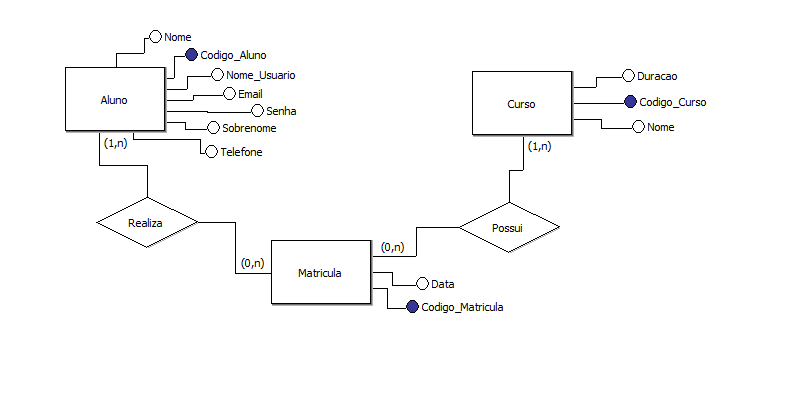 Nome
Codigo_Aluno
Nome_Usuario
Aluno
Email
Senha
Sobrenome
Telefone
(1,n)
Realiza
(0,n)
Matricula
Data
Codigo_Matricula
(0,n)
Possui
(1,n)
Curso
Duracao
Codigo_Curso
Nome